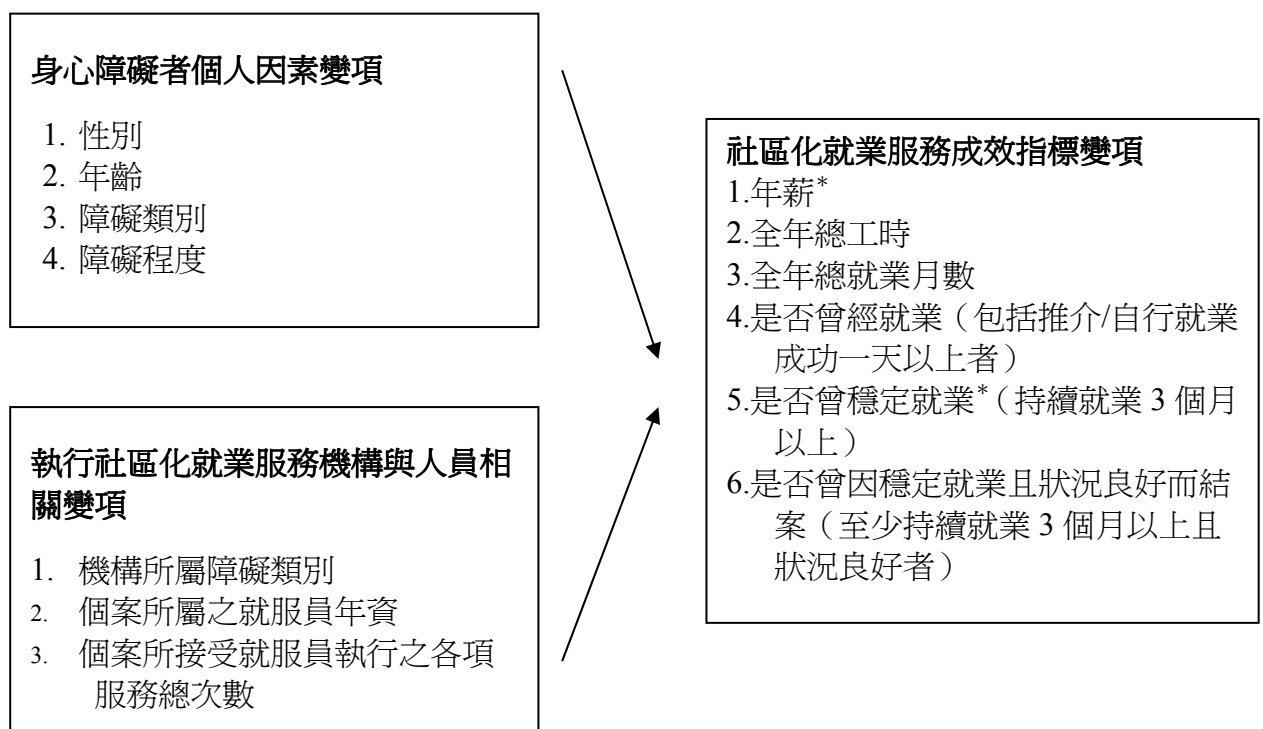 身心障礙者個人因素變項
1. 性別
2. 年齡
3. 障礙類別
4. 障礙程度
執行社區化就業服務機構與人員相
關變項
1. 機構所屬障礙類別
2. 個案所屬之就服員年資
3. 個案所接受就服員執行之各項
服務總次數
社區化就業服務成效指標變項
1.年薪*
2.全年總工時
3.全年總就業月數
4.是否曾經就業（包括推介/自行就業
成功一天以上者）
5.是否曾穩定就業*（持續就業 3 個月
以上）
6.是否曾因穩定就業且狀況良好而結
案（至少持續就業 3 個月以上且
狀況良好者）